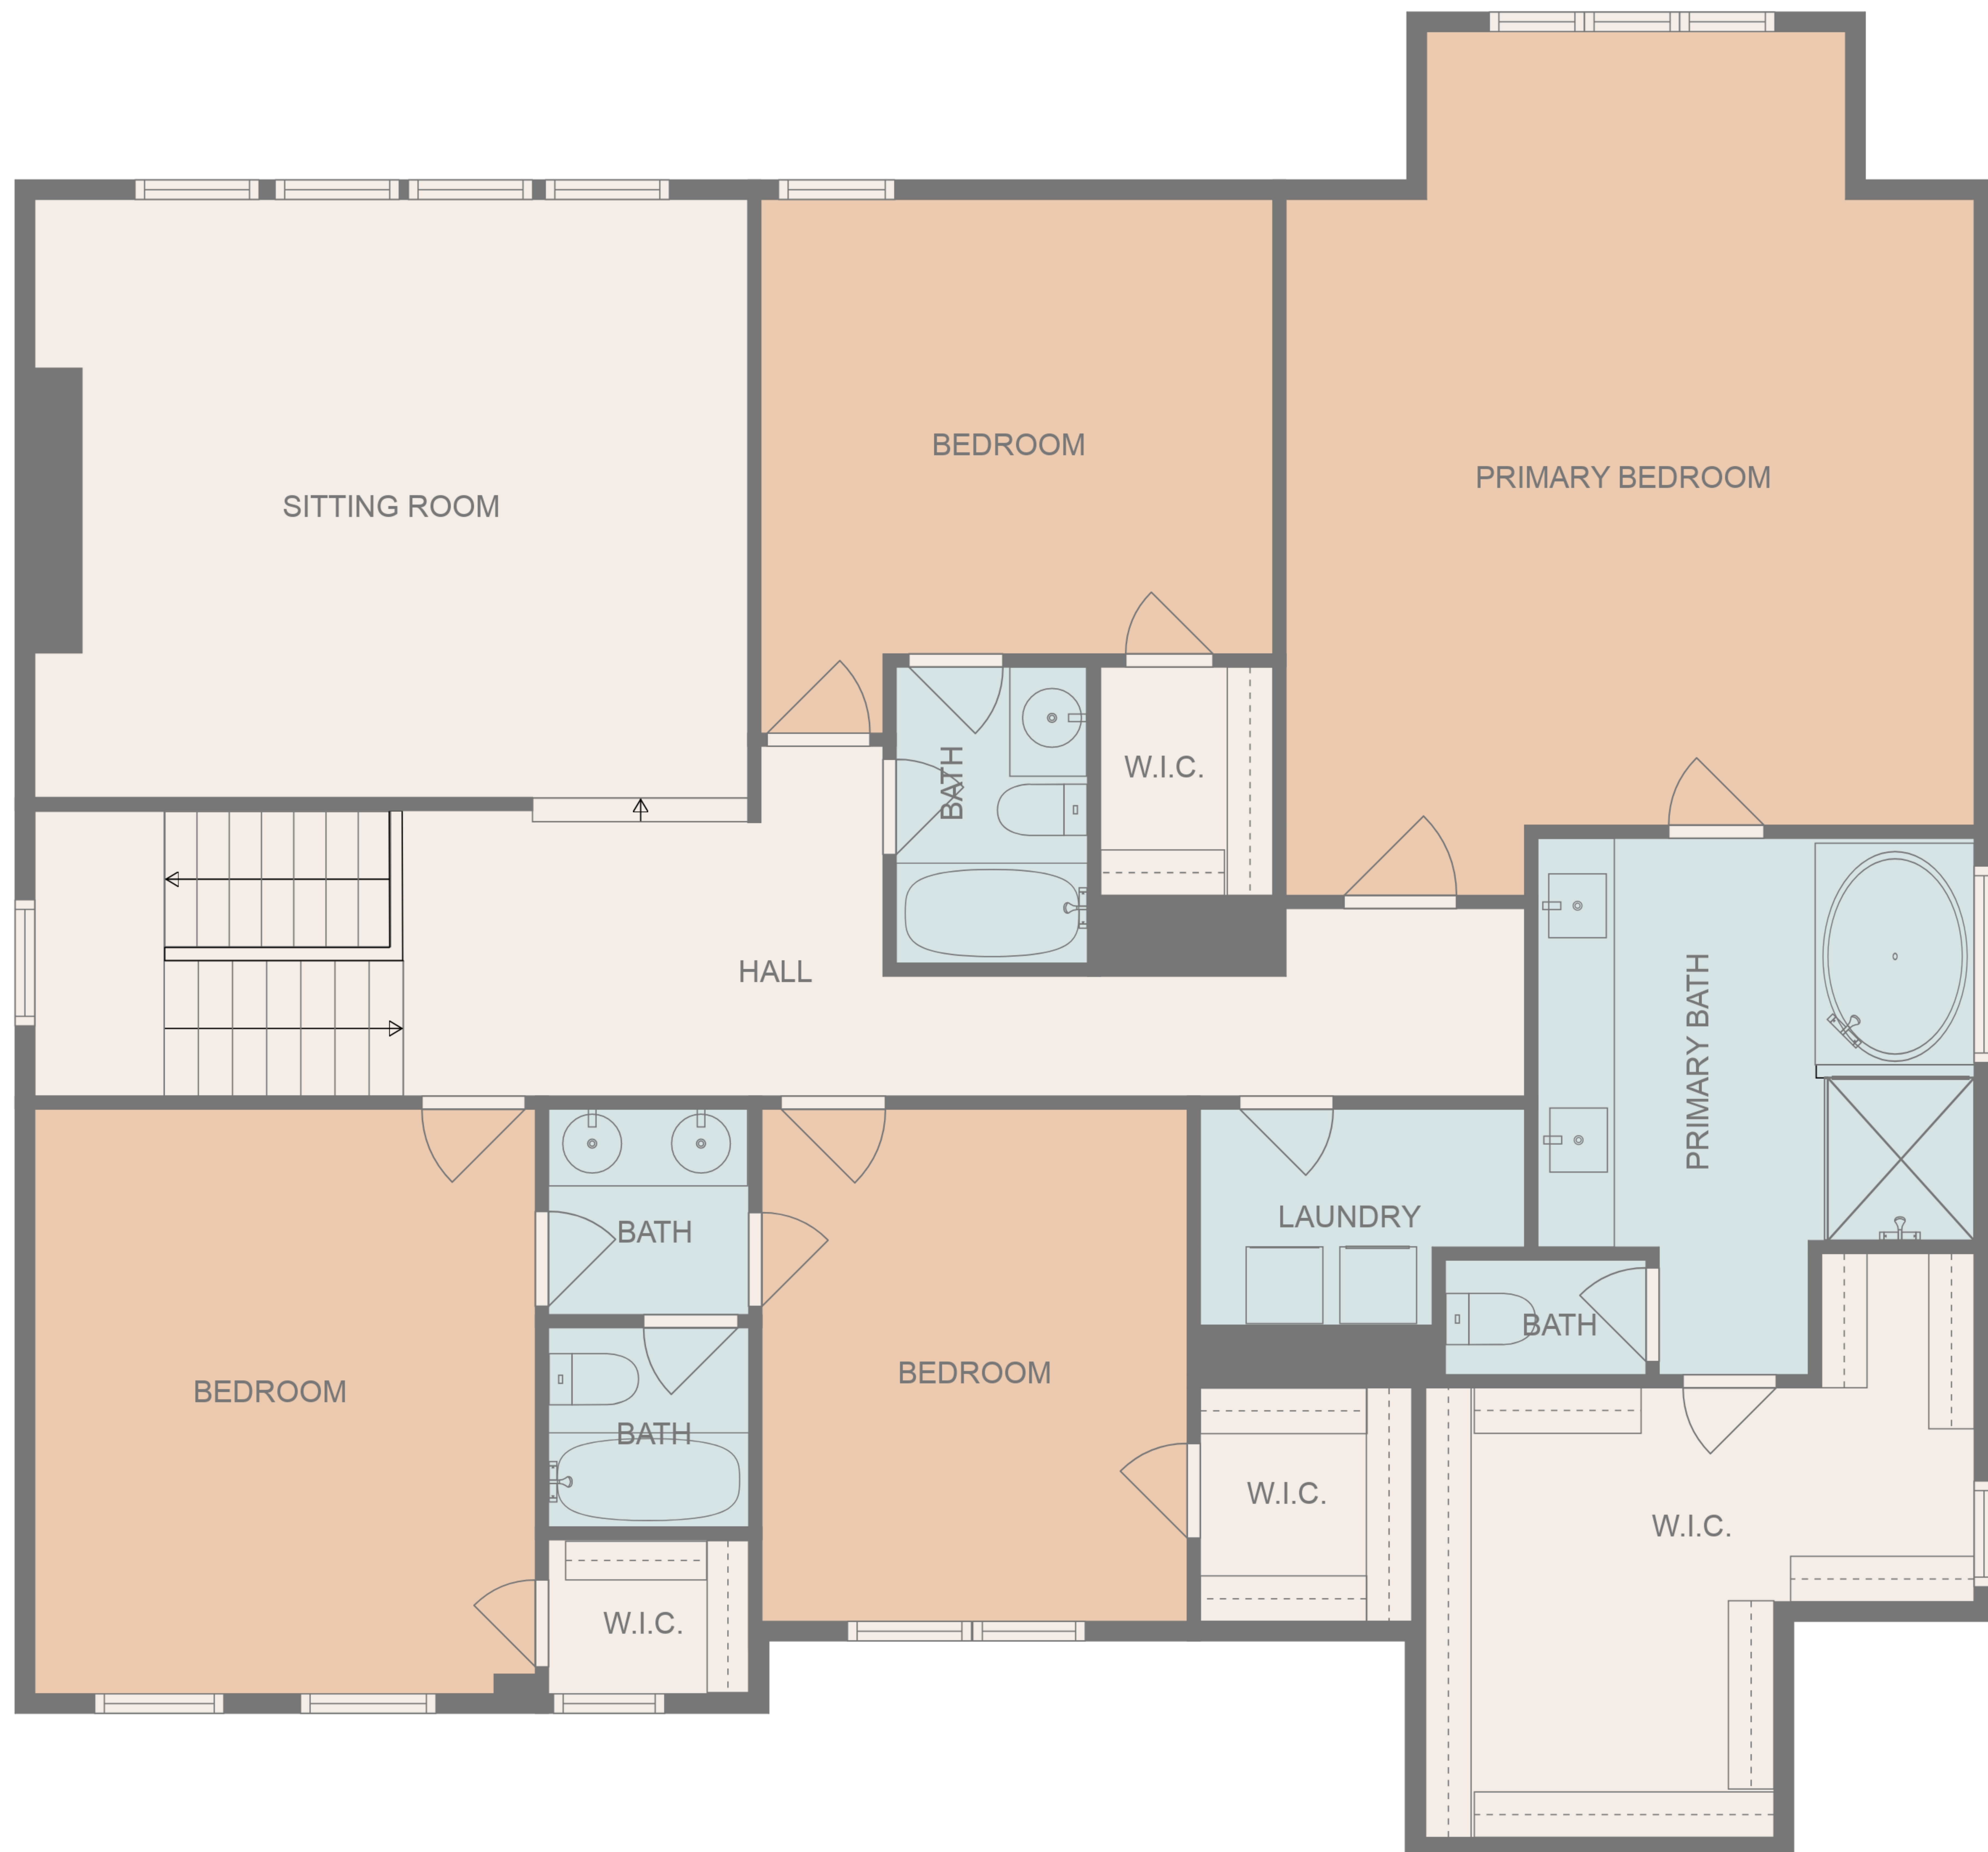 BEDROOM
PRIMARY BEDROOM
SITTING ROOM
BATH
W.I.C.
HALL
PRIMARY BATH
LAUNDRY
BATH
BATH
BEDROOM
BEDROOM
BATH
W.I.C.
W.I.C.
W.I.C.